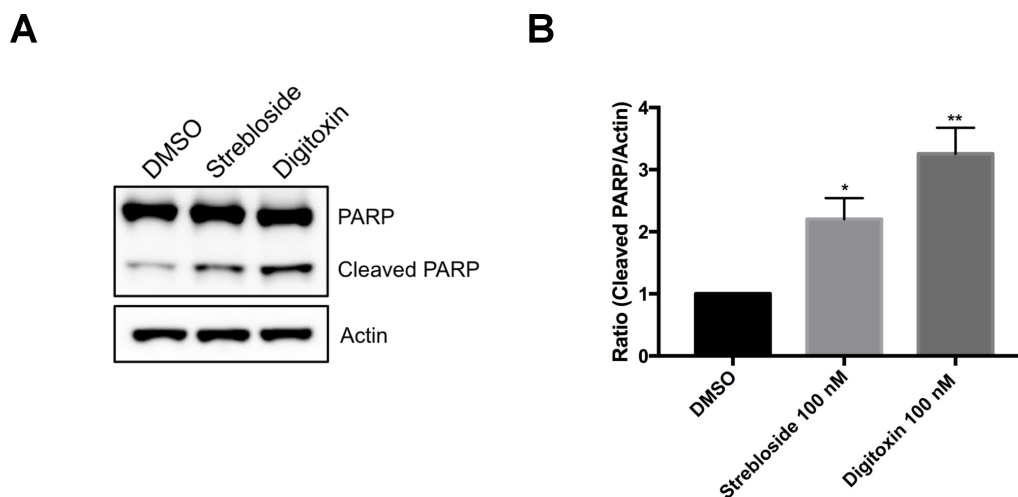 A
DMSO
Strebloside
Digitoxin
PARP
Cleaved PARP
Actin
B
Ratio (Cleaved PARP/Actin)
4
3
2
1
0
*
**
DMSO
Strebloside 100 nM
Digitoxin 100 nM